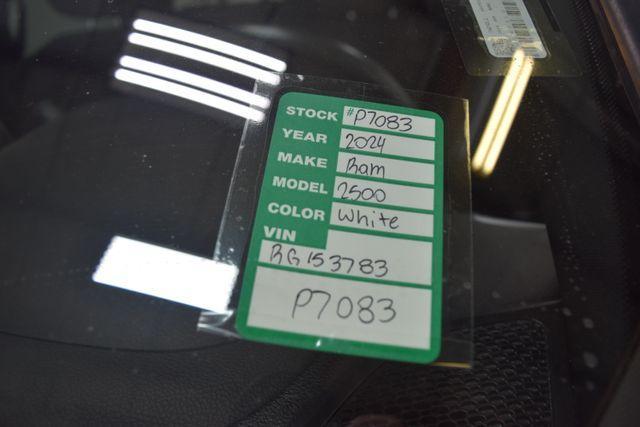 STOCK #P7083
YEAR 2024
MAKE Ram
MODEL 2500
COLOR White
VIN
RG153783
P7083